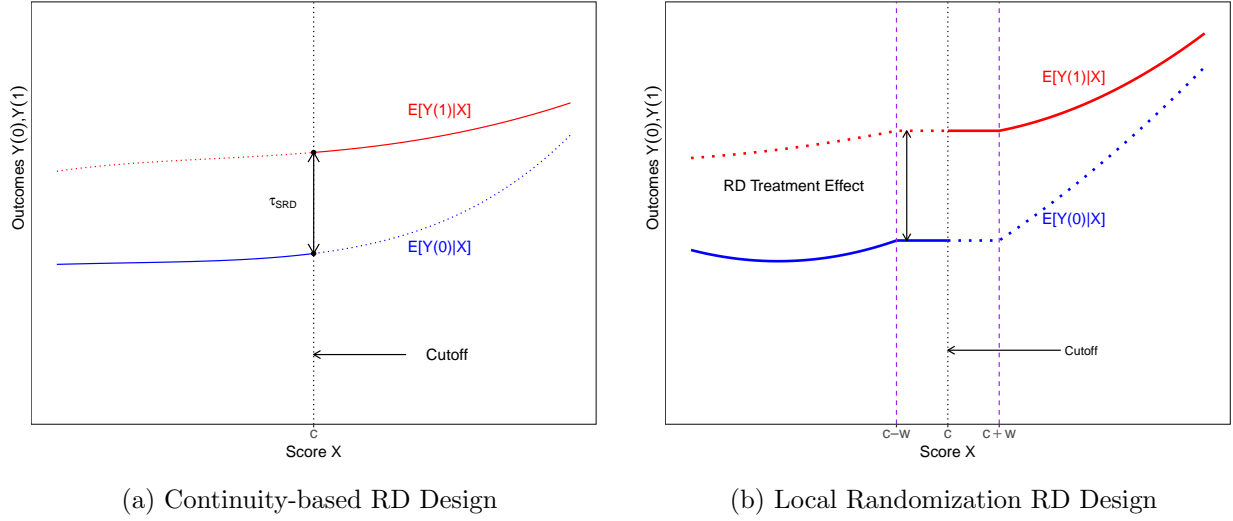 Outcomes Y(0),Y(1)
E[Y(1)|X]
τSRD
E[Y(0)|X]
Cutoff
c
Score X
(a) Continuity-based RD Design
Outcomes Y(0),Y(1)
E[Y(1)|X]
RD Treatment Effect
E[Y(0)|X]
Cutoff
c−w c c+w
Score X
(b) Local Randomization RD Design